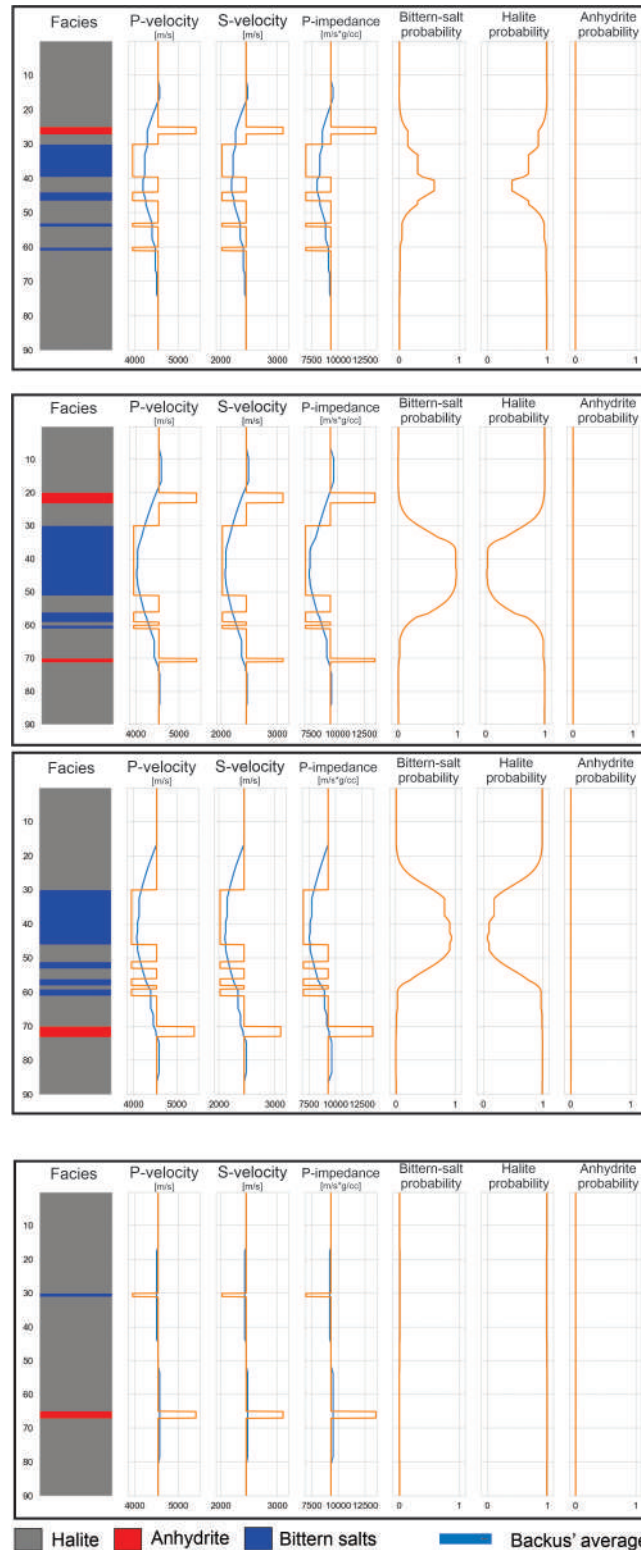 Facies P-velocity S-velocity P-impedance Bittern-salt Halite Anhydrite
[m/s] [m/s] [m/s*g/cc] probability probability probability
10
20
30
40
50
60
70
80
90
4000 5000 2000 3000 7500 10000 12500 0 1 0 1 0 1
Facies P-velocity S-velocity P-impedance Bittern-salt Halite Anhydrite
[m/s] [m/s] [m/s*g/cc] probability probability probability
10
20
30
40
50
60
70
80
90
4000 5000 2000 3000 7500 10000 12500 0 1 0 1 0 1
Facies P-velocity S-velocity P-impedance Bittern-salt Halite Anhydrite
[m/s] [m/s] [m/s*g/cc] probability probability probability
10
20
30
40
50
60
70
80
90
4000 5000 2000 3000 7500 10000 12500 0 1 0 1 0 1
Facies P-velocity S-velocity P-impedance Bittern-salt Halite Anhydrite
[m/s] [m/s] [m/s*g/cc] probability probability probability
10
20
30
40
50
60
70
80
90
4000 5000 2000 3000 7500 10000 12500 0 1 0 1 0 1
Halite Anhydrite Bittern salts Backus' average